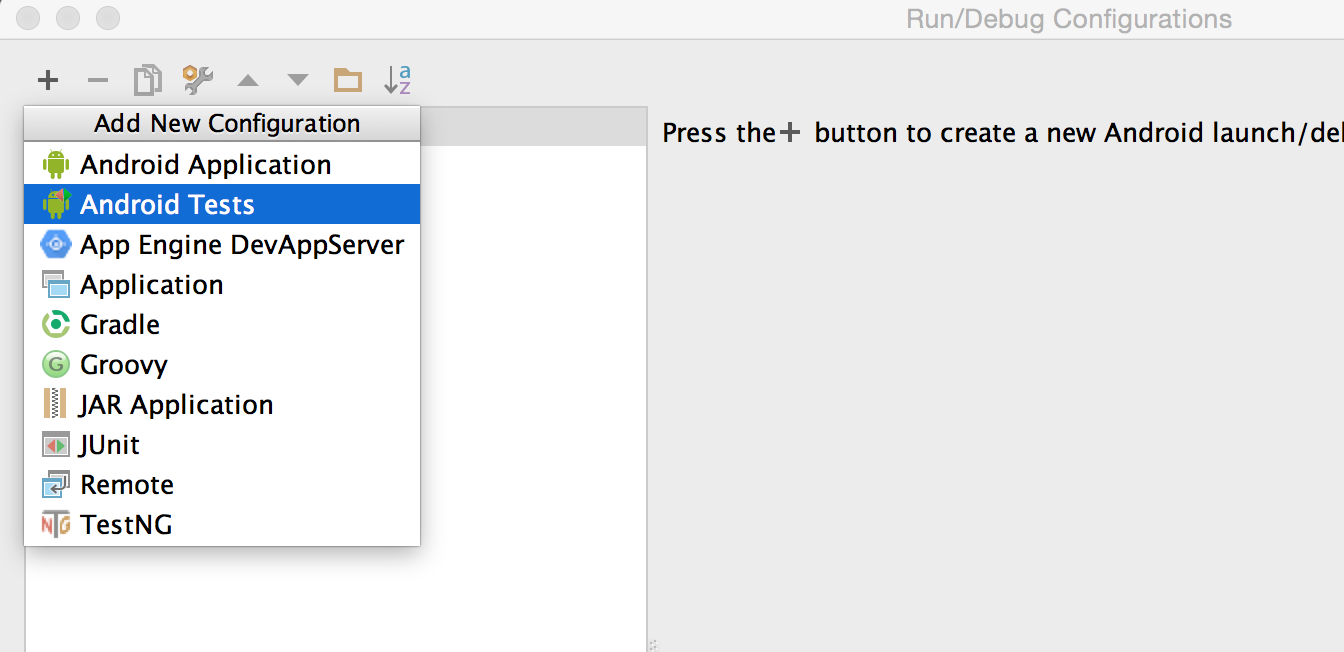 Run/Debug Configurations
Add New Configuration
Press the + button to create a new Android launch/de
Android Application
Android Tests
App Engine DevAppServer
Application
Gradle
Groovy
JAR Application
JUnit
Remote
TestNG